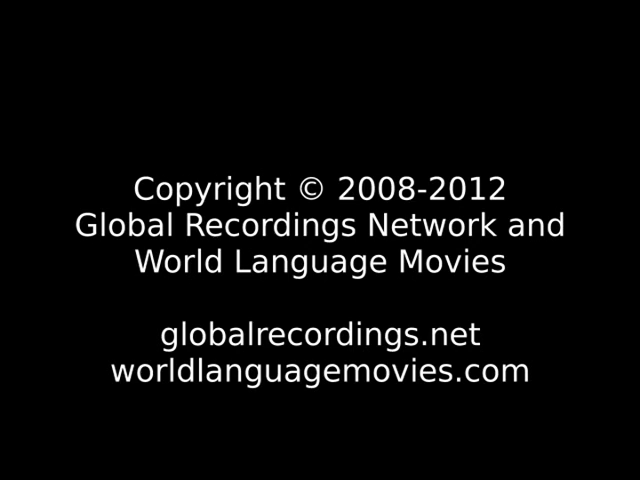 Copyright © 2008-2012
Global Recordings Network and
World Language Movies
globalrecordings.net
worldlanguagemovies.com